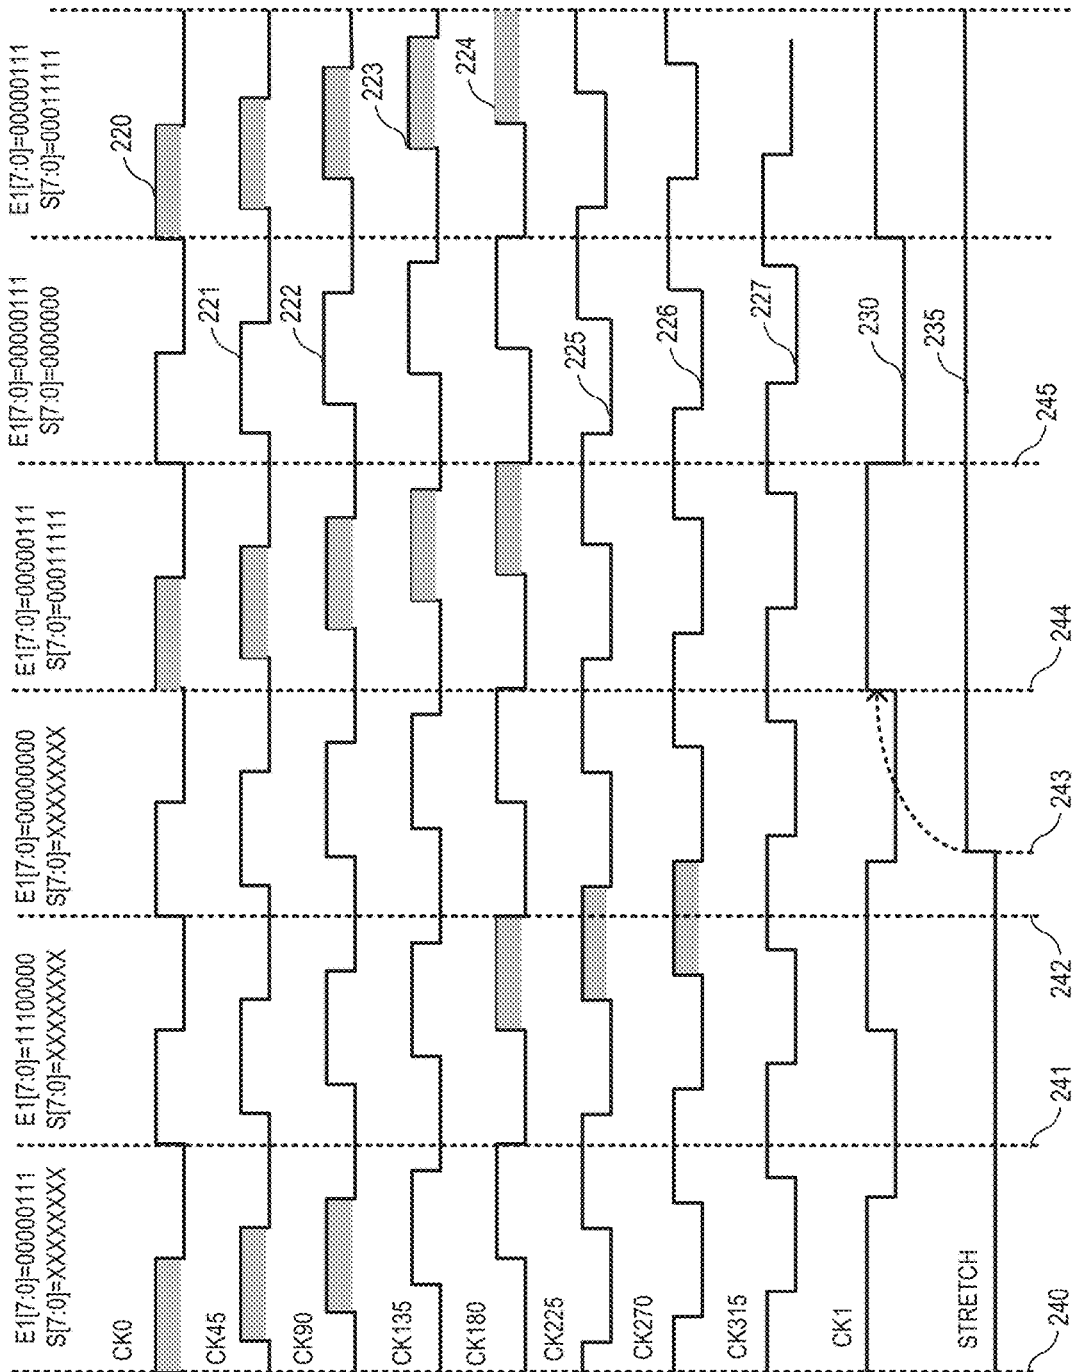 E1[7:0]=00000111
S[7:0]=XXXXXXXX
E1[7:0]=11100000
S[7:0]=XXXXXXXX
E1[7:0]=00000000
S[7:0]=XXXXXXXX
E1[7:0]=00000111
S[7:0]=00011111
E1[7:0]=00000111
S[7:0]=0000000
E1[7:0]=00000111
S[7:0]=00011111
CK0
220
CK45
221
CK90
222
CK135
223
CK180
224
CK225
225
CK270
226
CK315
227
CK1
230
STRETCH
235
240
241
242
243
244
245